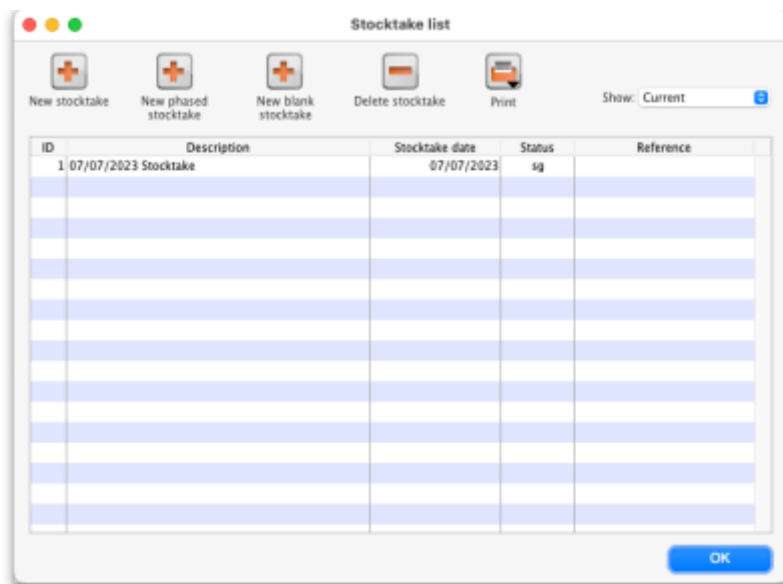 Stocktake list
New stocktake
New phased
stocktake
New blank
stocktake
Delete stocktake
Print
Show: Current
ID Description Stocktake date Status Reference
1 07/07/2023 Stocktake 07/07/2023 sg
OK